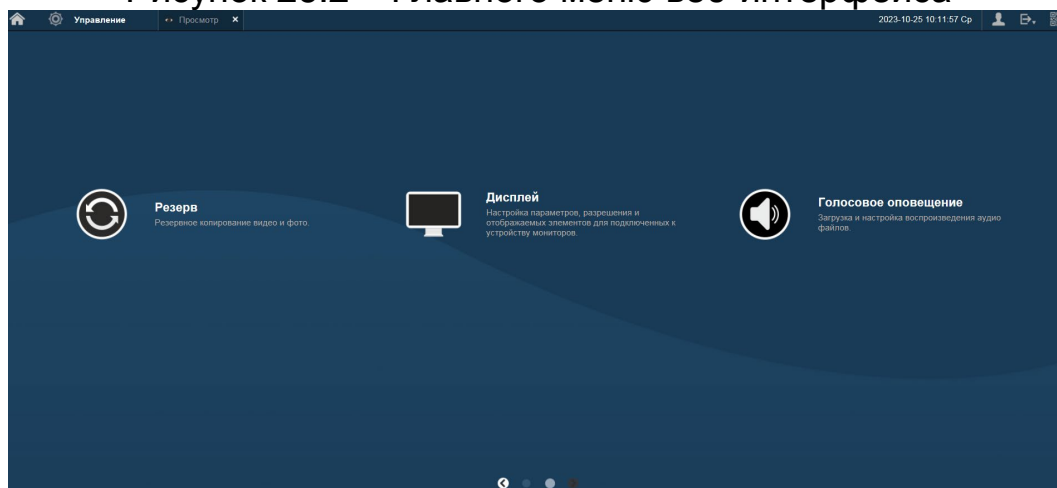 Рисунок 26.2 – Главного меню веб-интерфейса
Управление
Просмотр
2023-10-25 10:11:57 Ср
Резерв
Резервное копирование видео и фото.
Дисплей
Настройка параметров, разрешения и
отображаемых элементов для подключенных к
устройству мониторов.
Голосовое оповещение
Загрузка и настройка воспроизведения аудио
файлов.